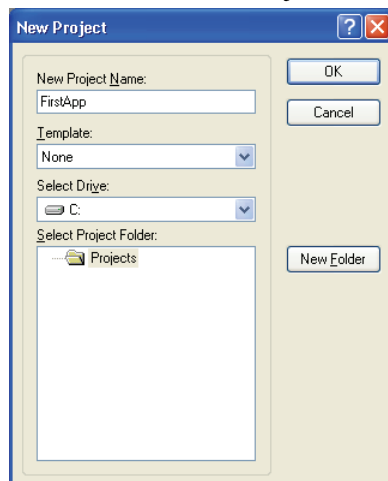 New Project
New Project Name:
OK
FirstApp
Cancel
Template:
None
Select Drive:
C:
Select Project Folder:
Projects
New Folder